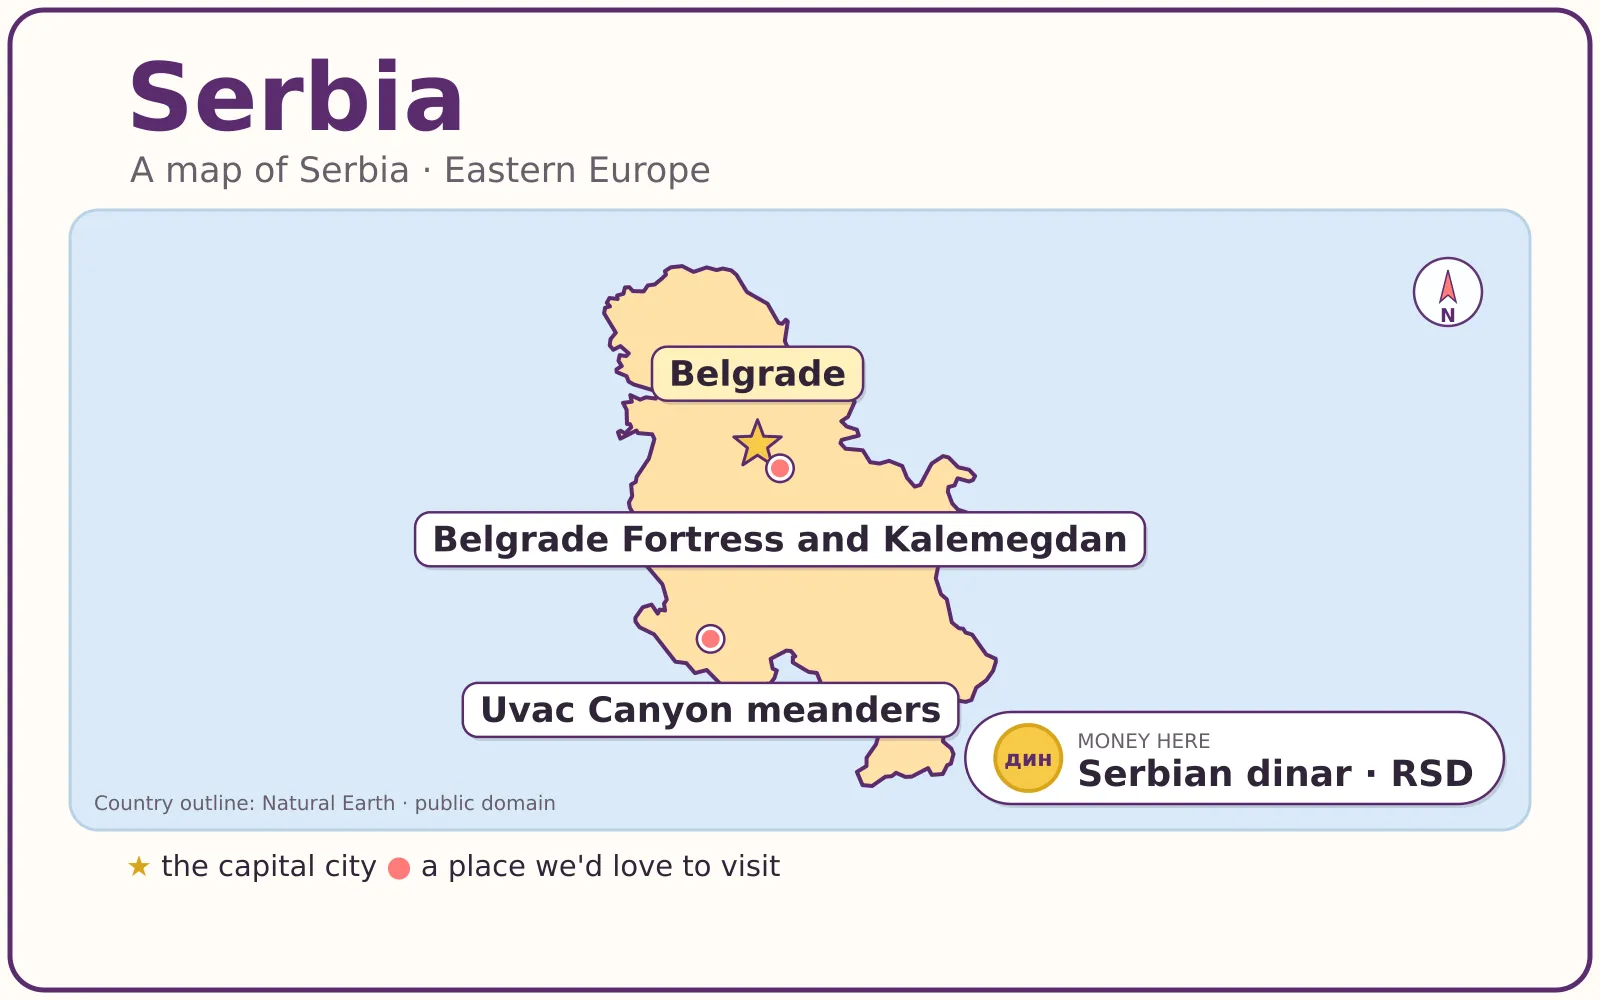 Serbia
A map of Serbia · Eastern Europe
N
Belgrade
Belgrade Fortress and Kalemegdan
Uvac Canyon meanders
MONEY HERE
дин
Serbian dinar · RSD
Country outline: Natural Earth · public domain
★ the capital city ● a place we'd love to visit